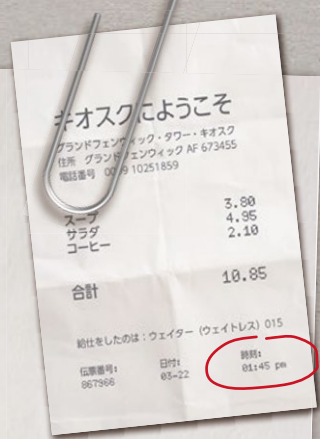 キオスクにようこそ
グランドフェンウィック・タワー・キオスク
住所 グランドフェンウィック AF 673455
電話番号 0049 10251859
スープ 3.80
サラダ 4.95
コーヒー 2.10
合計 10.85
給仕をしたのは：ウェイター（ウェイトレス）015
伝票番号: 日付: 時刻:
867966 03-22 01:45 pm